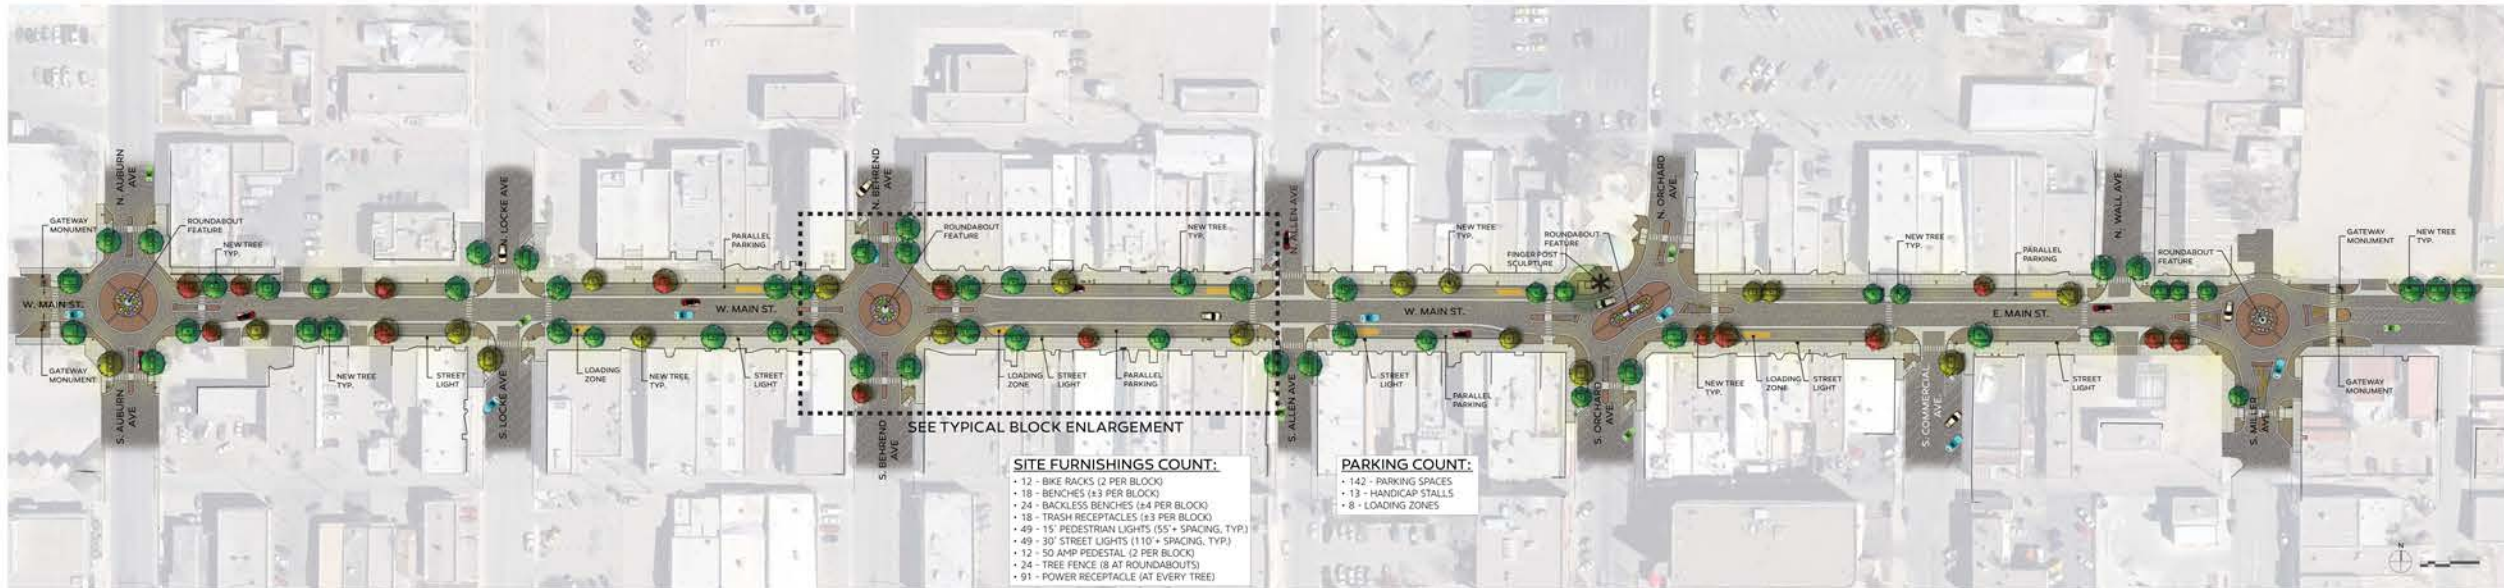 N. AUBURN
AVE
GATEWAY
MONUMENT
ROUNDABOUT
FEATURE
NEW TREE
TYP.
W. MAIN ST.
GATEWAY
MONUMENT
S. AUBURN
AVE
NEW TREE
TYP.
STREET
LIGHT
N. LOCKE AVE
S. LOCKE AVE
PARALLEL
PARKING
W. MAIN ST.
LOADING
ZONE
NEW TREE
TYP.
STREET
LIGHT
N. BEHREND
AVE
ROUNDABOUT
FEATURE
NEW TREE
TYP.
LOADING
ZONE
STREET
LIGHT
PARALLEL
PARKING
S. BEHREND
AVE
SEE TYPICAL BLOCK ENLARGEMENT
N. ALLEN AVE
S. ALLEN AVE
NEW TREE
TYP.
W. MAIN ST.
STREET
LIGHT
PARALLEL
PARKING
FINGER POST
SCULPTURE
ROUNDABOUT
FEATURE
N. ORCHARD
AVE.
S. ORCHARD
AVE.
NEW TREE
TYP.
NEW TREE
TYP.
LOADING
ZONE
STREET
LIGHT
PARALLEL
PARKING
E. MAIN ST.
S. COMMERCIAL
AVE.
N. WALL AVE.
STREET
LIGHT
ROUNDABOUT
FEATURE
S. MILLER
AVE.
GATEWAY
MONUMENT
NEW TREE
TYP.
GATEWAY
MONUMENT
SITE FURNISHINGS COUNT:
• 12 - BIKE RACKS (2 PER BLOCK)
• 18 - BENCHES (±3 PER BLOCK)
• 24 - BACKLESS BENCHES (±4 PER BLOCK)
• 18 - TRASH RECEPTACLES (±3 PER BLOCK)
• 49 - 15' PEDESTRIAN LIGHTS (55'+ SPACING, TYP.)
• 49 - 30' STREET LIGHTS (110'+ SPACING, TYP.)
• 12 - 50 AMP PEDESTAL (2 PER BLOCK)
• 24 - TREE FENCE (8 AT ROUNDABOUTS)
• 91 - POWER RECEPTACLE (AT EVERY TREE)
PARKING COUNT:
• 142 - PARKING SPACES
• 13 - HANDICAP STALLS
• 8 - LOADING ZONES
N